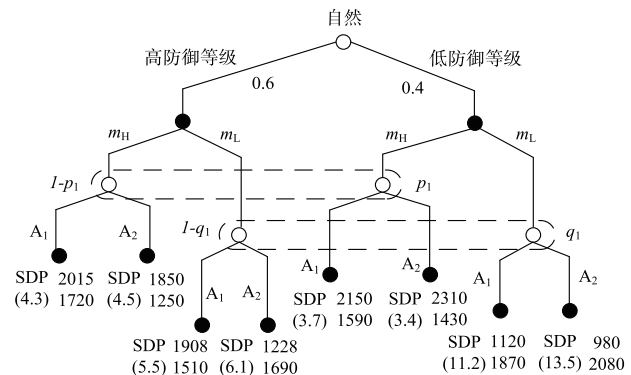 自然
高防御等级
低防御等级
0.6
0.4
mH
mL
mH
mL
1-p1
p1
1-q1
q1
A1
A2
A1
A2
A1
A2
A1
A2
SDP 2015
(4.3) 1720
SDP 1850
(4.5) 1250
SDP 1908
(5.5) 1510
SDP 1228
(6.1) 1690
SDP 2150
(3.7) 1590
SDP 2310
(3.4) 1430
SDP 1120
(11.2) 1870
SDP 980
(13.5) 2080